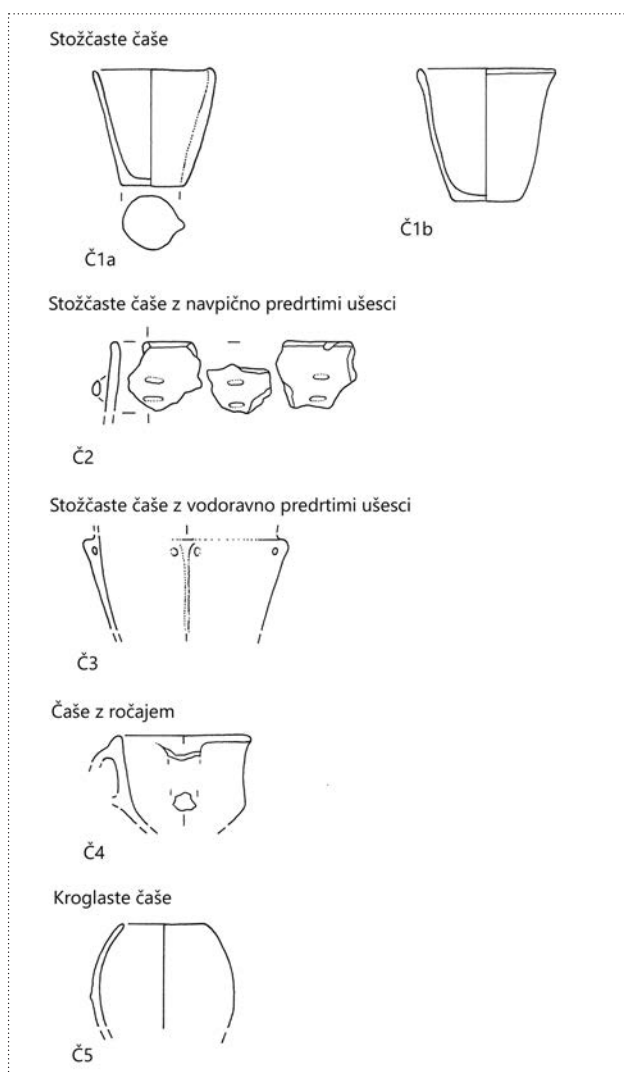 Stožčaste čaše
Č1a
Č1b
Stožčaste čaše z navpično predrtimi ušesci
Č2
Stožčaste čaše z vodoravno predrtimi ušesci
Č3
Čaše z ročajem
Č4
Kroglaste čaše
Č5